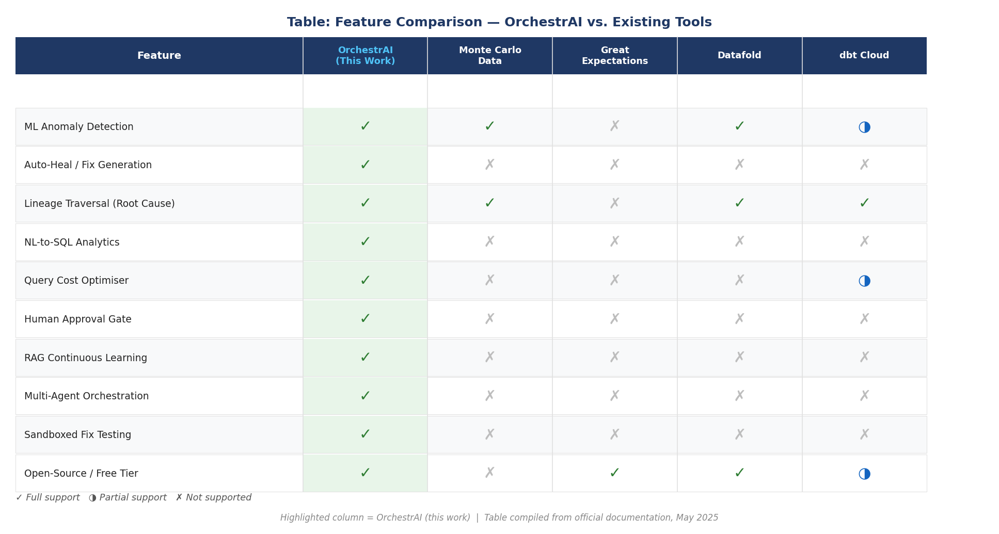 Table: Feature Comparison — OrchestrAI vs. Existing Tools
Feature
OrchestrAI
(This Work)
Monte Carlo
Data
Great
Expectations
Datafold
dbt Cloud
ML Anomaly Detection ✓ ✓ ✗ ✓ ◑
Auto-Heal / Fix Generation ✓ ✗ ✗ ✗ ✗
Lineage Traversal (Root Cause) ✓ ✓ ✗ ✓ ✓
NL-to-SQL Analytics ✓ ✗ ✗ ✗ ✗
Query Cost Optimiser ✓ ✗ ✗ ✗ ◑
Human Approval Gate ✓ ✗ ✗ ✗ ✗
RAG Continuous Learning ✓ ✗ ✗ ✗ ✗
Multi-Agent Orchestration ✓ ✗ ✗ ✗ ✗
Sandboxed Fix Testing ✓ ✗ ✗ ✗ ✗
Open-Source / Free Tier ✓ ✗ ✓ ✓ ◑
✓ Full support ◑ Partial support ✗ Not supported
Highlighted column = OrchestrAI (this work) | Table compiled from official documentation, May 2025